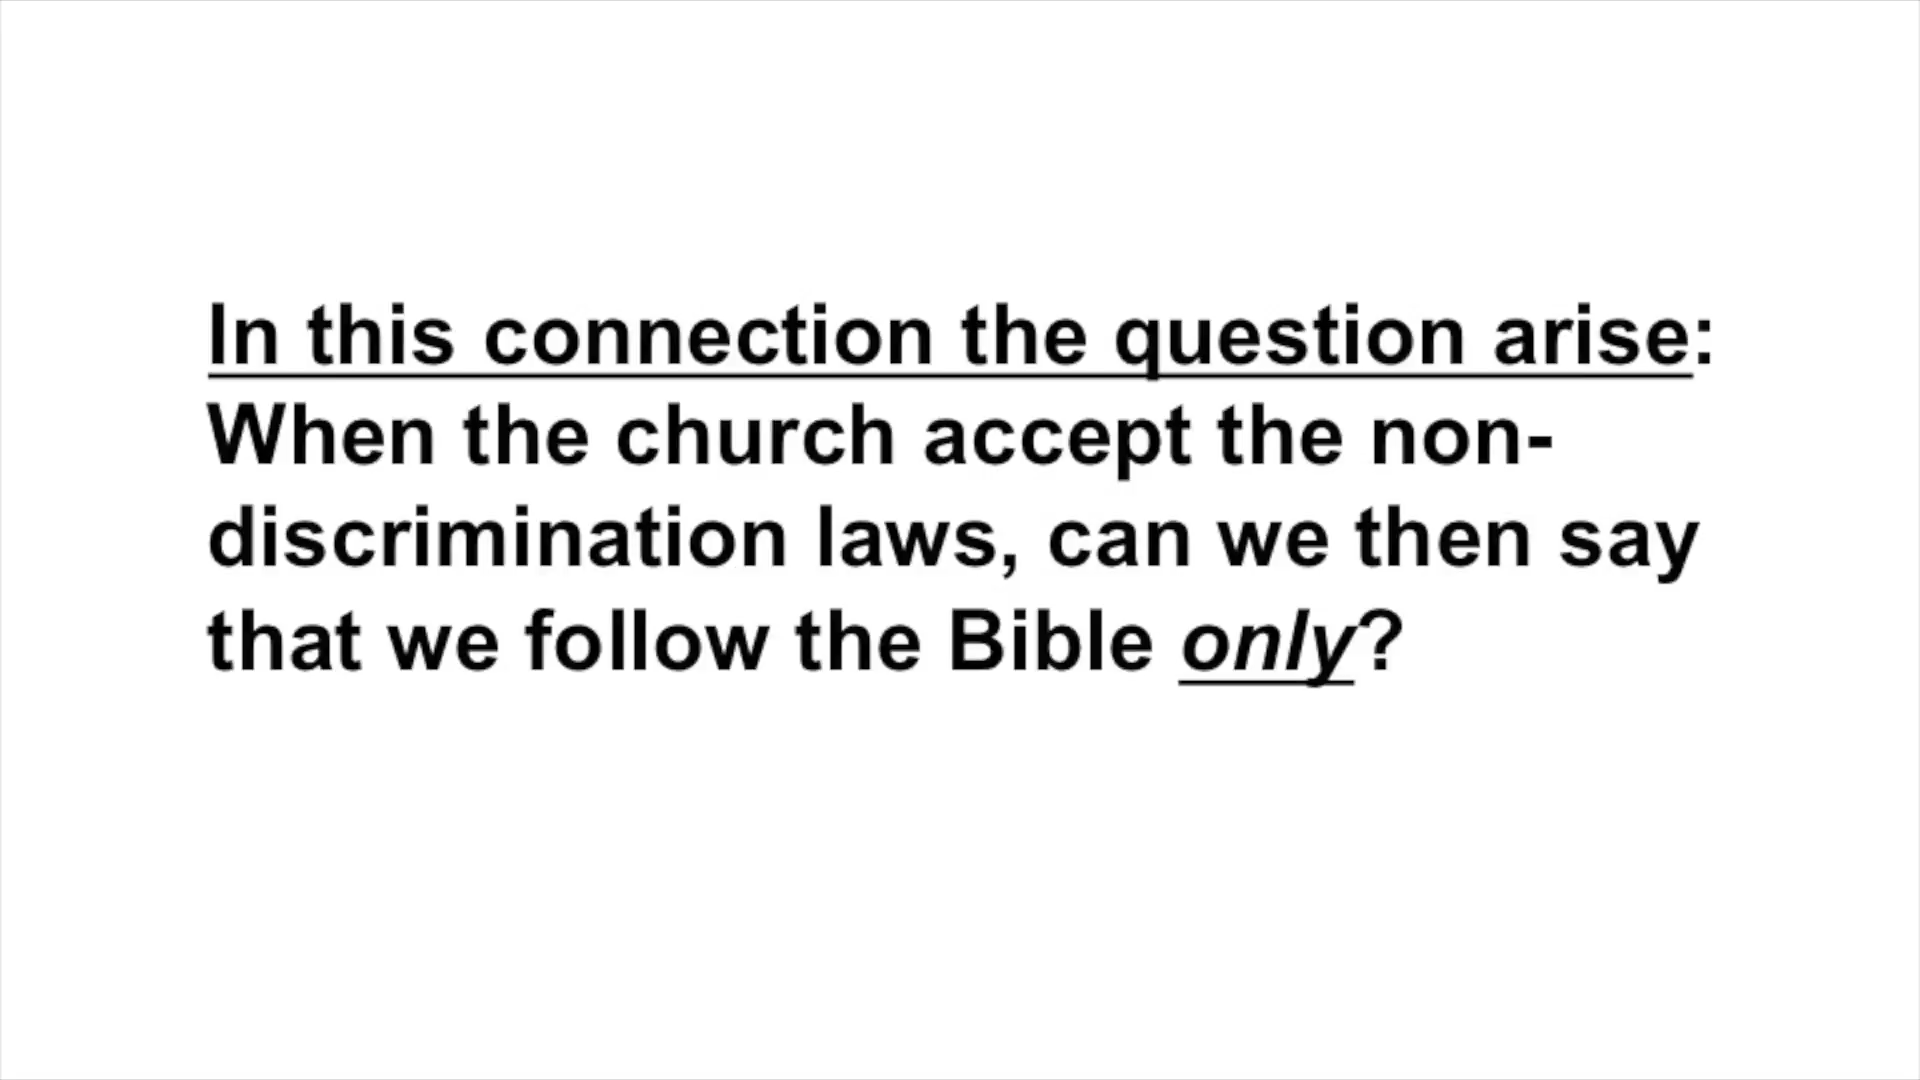 In this connection the question arise:
When the church accept the non-
discrimination laws, can we then say
that we follow the Bible only?